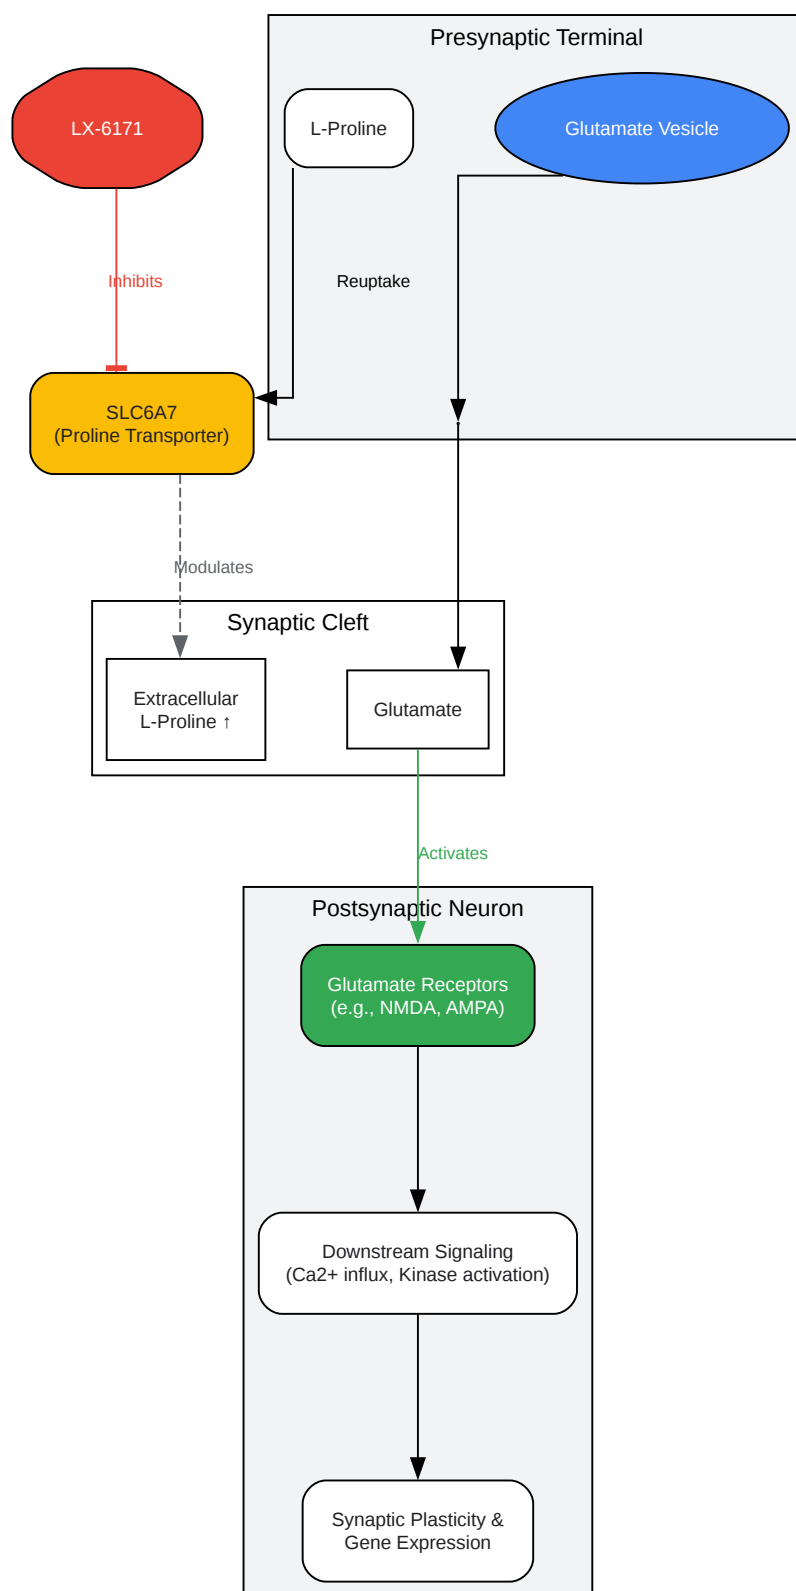 Presynaptic Terminal
LX-6171
L-Proline
Glutamate Vesicle
Inhibits
Reuptake
SLC6A7
(Proline Transporter)
Modulates
Synaptic Cleft
Extracellular
L-Proline ↑
Glutamate
Activates
Postsynaptic Neuron
Glutamate Receptors
(e.g., NMDA, AMPA)
Downstream Signaling
(Ca2+ influx, Kinase activation)
Synaptic Plasticity &
Gene Expression